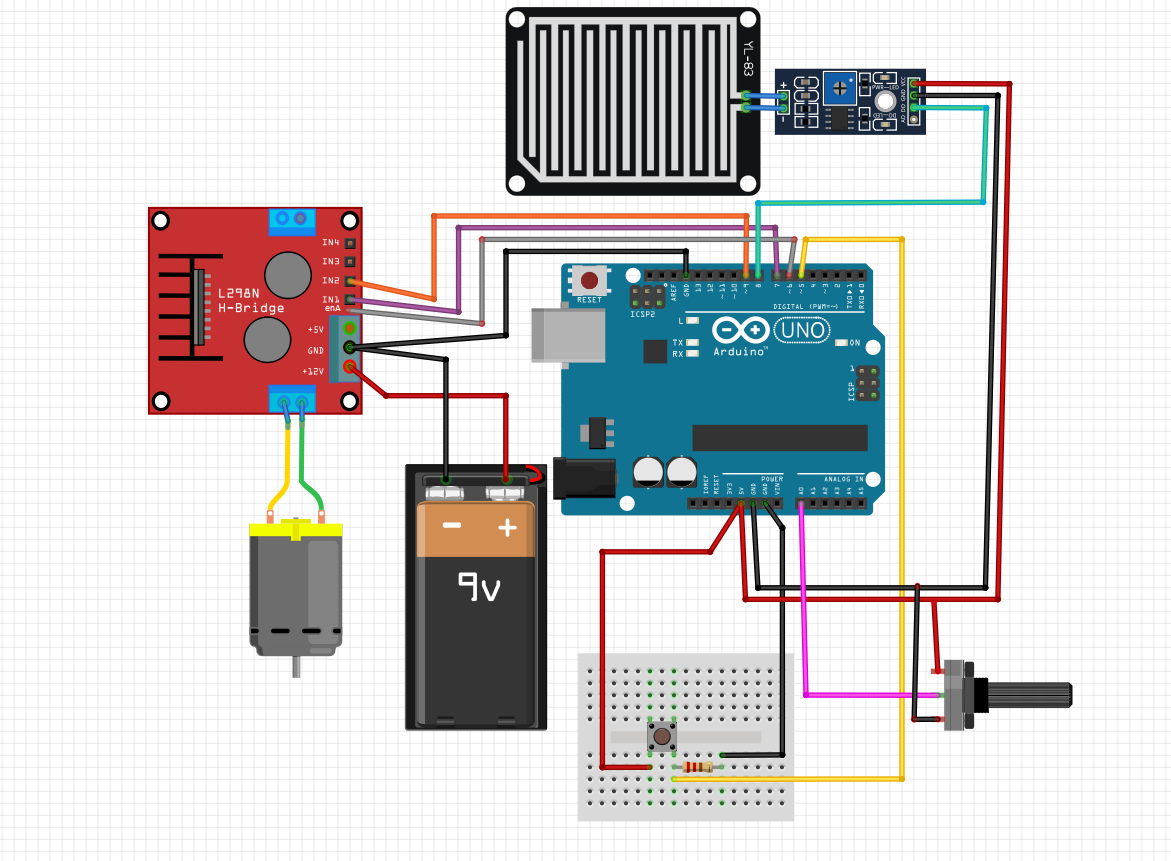 YL-83
+
-
PWR-LED
DO-LED
VCC
GND
DO
AO
IN4
IN3
IN2
IN1
enA
L298N
H-Bridge
+5V
GND
+12V
RESET
ICSP2
AREF
GND
13
12
~11
~10
~9
8
7
~6
~5
4
~3
2
TXD▶1
RXD◀0
DIGITAL (PWM=~)
L
TX
RX
Arduino™
UNO
ON
1
ICSP
POWER
ANALOG IN
IOREF
RESET
3V3
5V
GND
GND
VIN
A0
A1
A2
A3
A4
A5
- +
9v